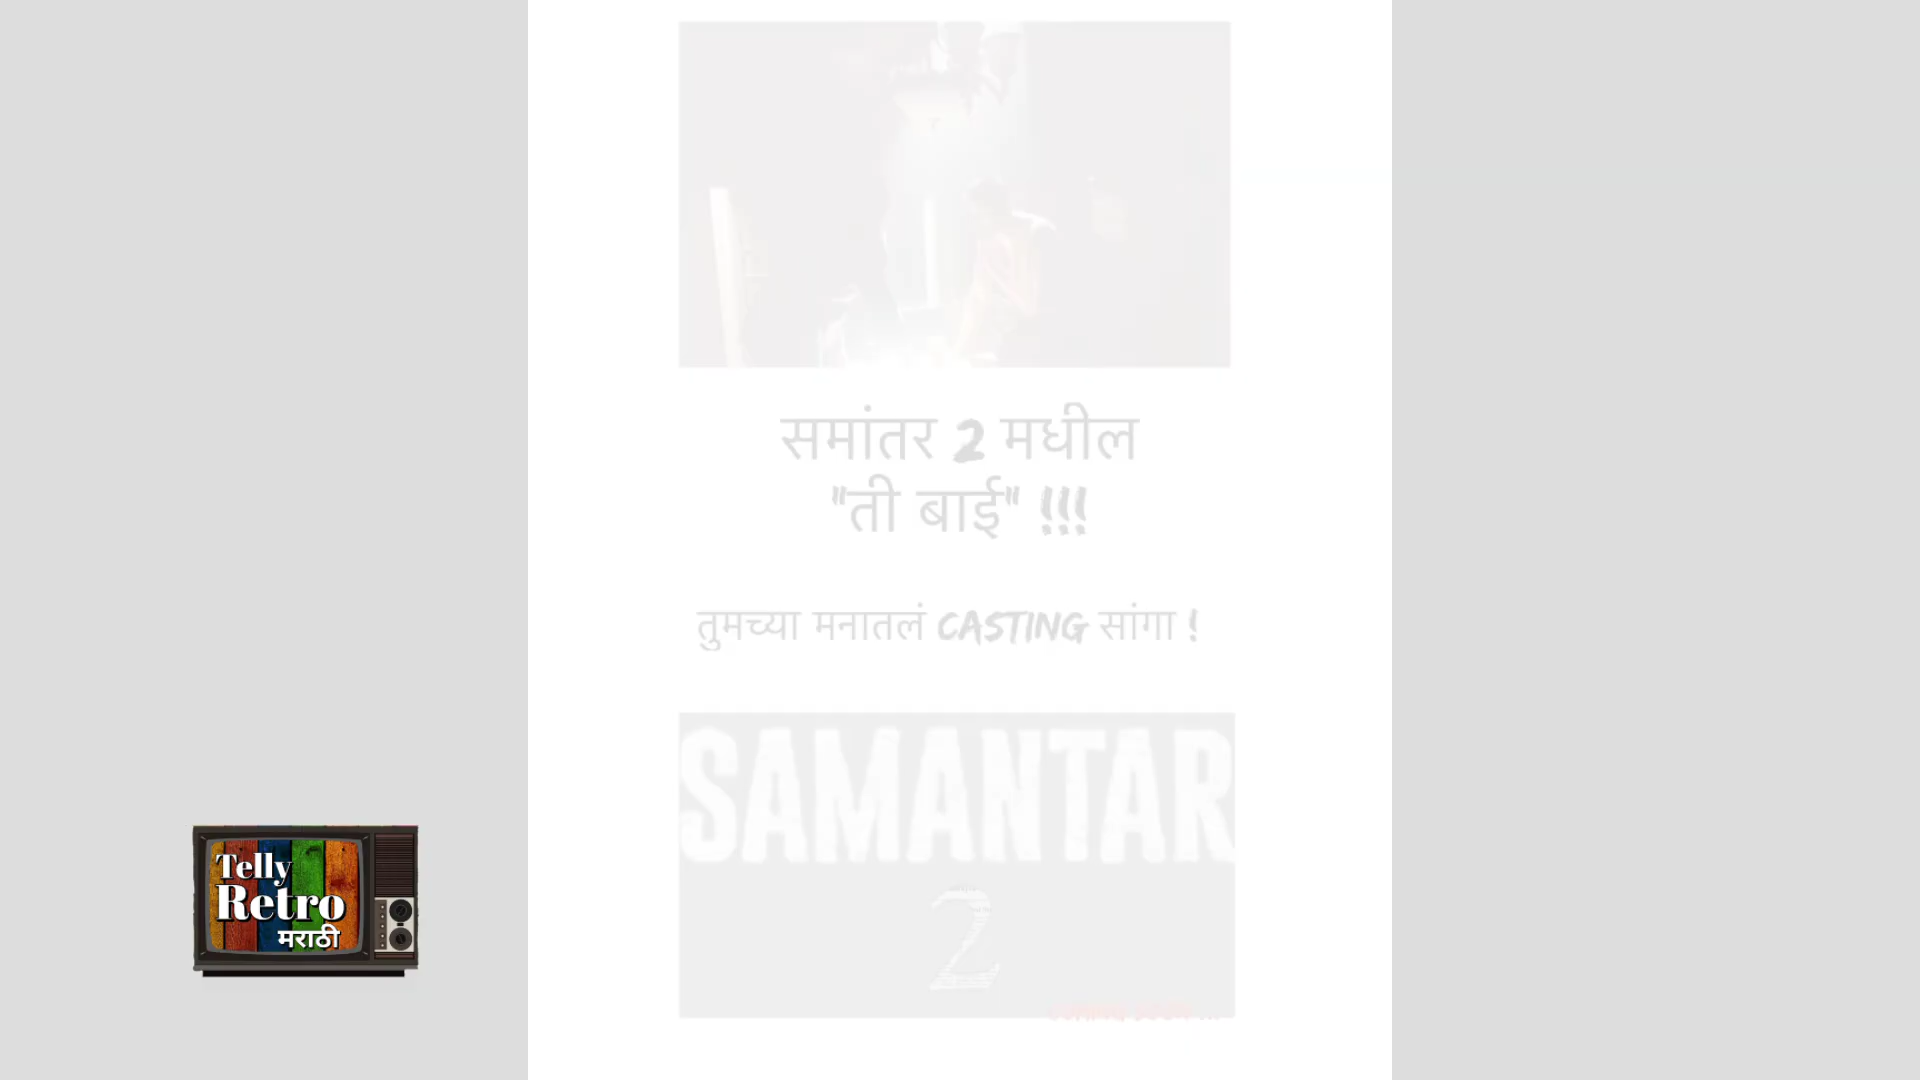 समांतर 2 मधील
"ती बाई" !!!
तुमच्या मनातलं CASTING सांगा !
SAMANTAR
2
Telly
Retro
मराठी